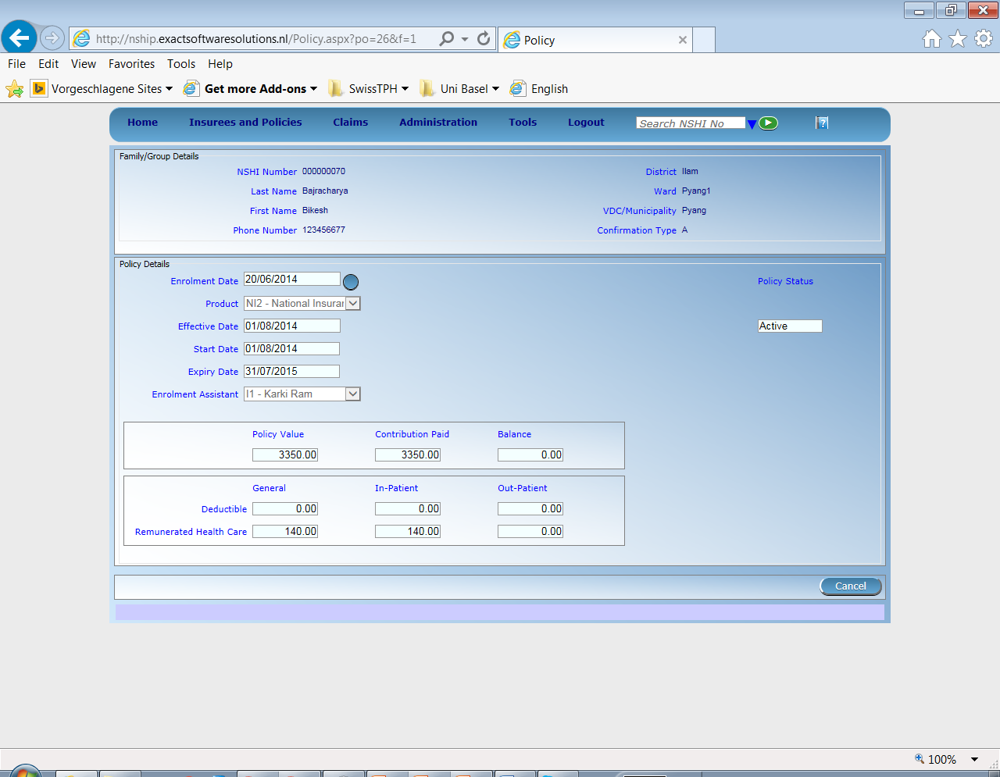 http://nship.exactsoftwaresolutions.nl/Policy.aspx?po=26&f=1 Policy
File Edit View Favorites Tools Help
Vorgeschlagene Sites Get more Add-ons SwissTPH Uni Basel English
Home Insurees and Policies Claims Administration Tools Logout Search NSHI No
Family/Group Details
NSHI Number 000000070 District Ilam
Last Name Bajracharya Ward Pyang1
First Name Bikesh VDC/Municipality Pyang
Phone Number 123456677 Confirmation Type A
Policy Details
Enrolment Date 20/06/2014 Policy Status
Product NI2 - National Insurar
Effective Date 01/08/2014 Active
Start Date 01/08/2014
Expiry Date 31/07/2015
Enrolment Assistant I1 - Karki Ram
Policy Value Contribution Paid Balance
3350.00 3350.00 0.00
General In-Patient Out-Patient
Deductible 0.00 0.00 0.00
Remunerated Health Care 140.00 140.00 0.00
Cancel
100%